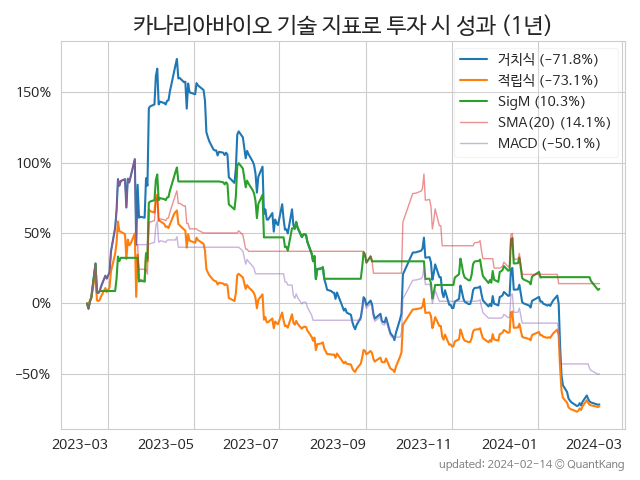 카나리아바이오 기술 지표로 투자 시 성과 (1년)
거치식 (−71.8%)
적립식 (−73.1%)
SigM (10.3%)
SMA(20) (14.1%)
MACD (−50.1%)
150%
100%
50%
0%
−50%
2023-03 2023-05 2023-07 2023-09 2023-11 2024-01 2024-03
updated: 2024-02-14 © QuantKang